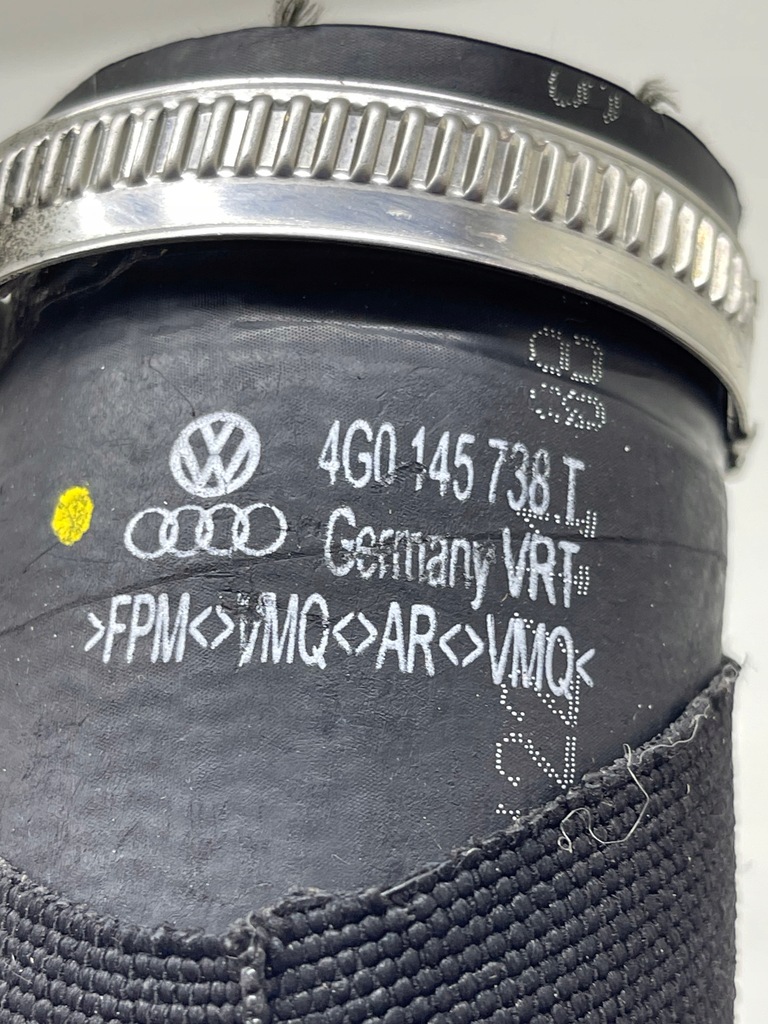 4G0 145 738 T
Germany VRT
>FPM<>VMQ<>AR<>VMQ<